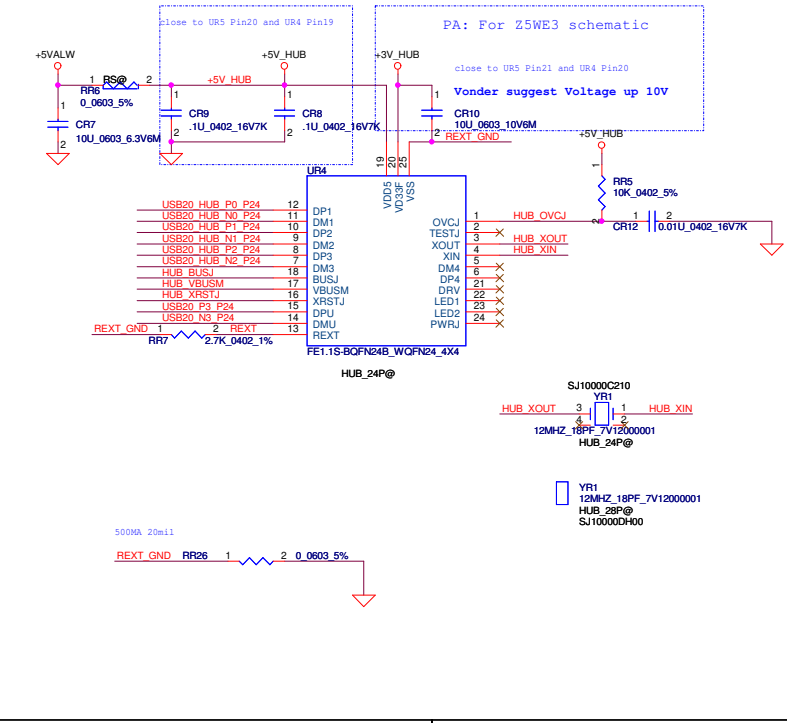 close to UR5 Pin20 and UR4 Pin19
PA: For Z5WE3 schematic
+5VALW
+5V_HUB
+3V_HUB
close to UR5 Pin21 and UR4 Pin20
1 RS@ 2
+5V_HUB
RR6
0_0603_5%
Vonder suggest Voltage up 10V
1
CR7
10U_0603_6.3V6M
2
1
CR9
.1U_0402_16V7K
2
1
CR8
.1U_0402_16V7K
2
1
CR10
10U_0603_10V6M
2
REXT_GND
+5V_HUB
1
RR5
10K_0402_5%
2
19
20
25
UR4
VDD5
VD33F
VSS
USB20_HUB_P0_P24 12 DP1
USB20_HUB_N0_P24 11 DM1
USB20_HUB_P1_P24 10 DP2
USB20_HUB_N1_P24 9 DM2
USB20_HUB_P2_P24 8 DP3
USB20_HUB_N2_P24 7 DM3
HUB_BUSJ 18 BUSJ
HUB_VBUSM 17 VBUSM
HUB_XRSTJ 16 XRSTJ
USB20_P3_P24 15 DPU
USB20_N3_P24 14 DMU
REXT_GND 1 2 REXT 13 REXT
RR7 2.7K_0402_1%
OVCJ 1 HUB_OVCJ
TESTJ 2
XOUT 3 HUB_XOUT
XIN 4 HUB_XIN
DM4 5
DP4 6
DRV 21
LED1 22
LED2 23
PWRJ 24
1 2
CR12 0.01U_0402_16V7K
FE1.1S-BQFN24B_WQFN24_4X4
HUB_24P@
SJ10000C210
YR1
HUB_XOUT 3 1 HUB_XIN
4 2
12MHZ_18PF_7V12000001
HUB_24P@
YR1
12MHZ_18PF_7V12000001
HUB_28P@
SJ10000DH00
500MA 20mil
REXT_GND RR26 1 2 0_0603_5%